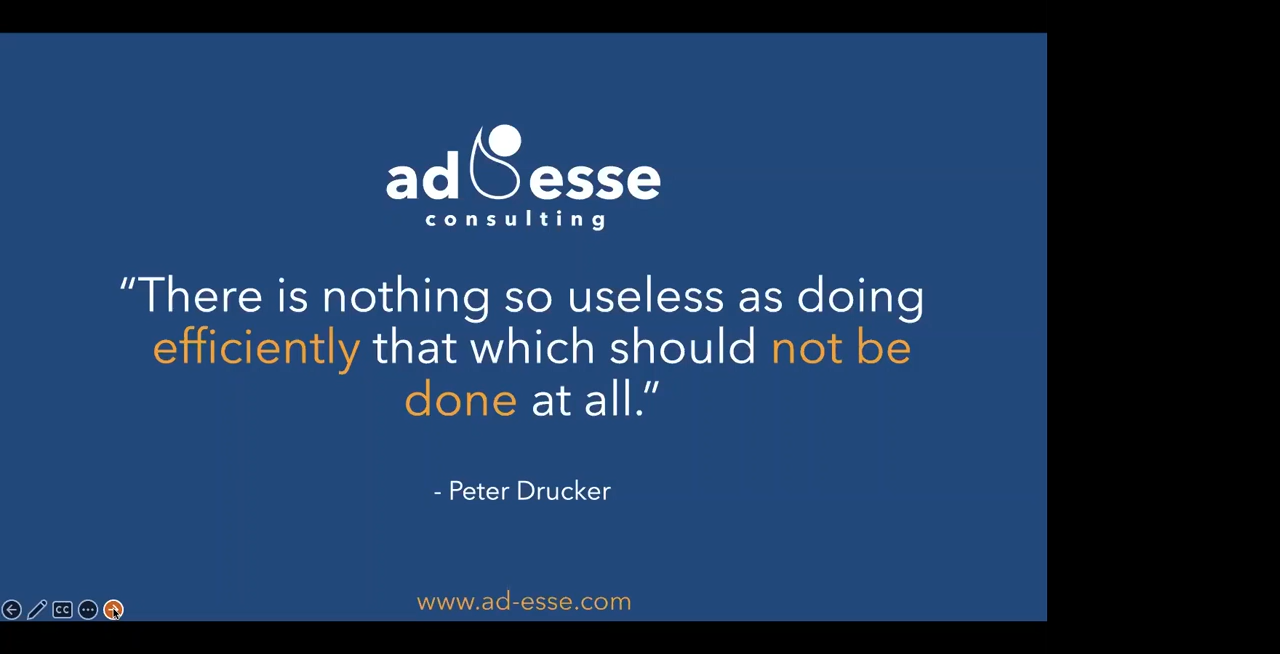 ad esse
consulting
“There is nothing so useless as doing
efficiently that which should not be
done at all.”
- Peter Drucker
www.ad-esse.com
CC